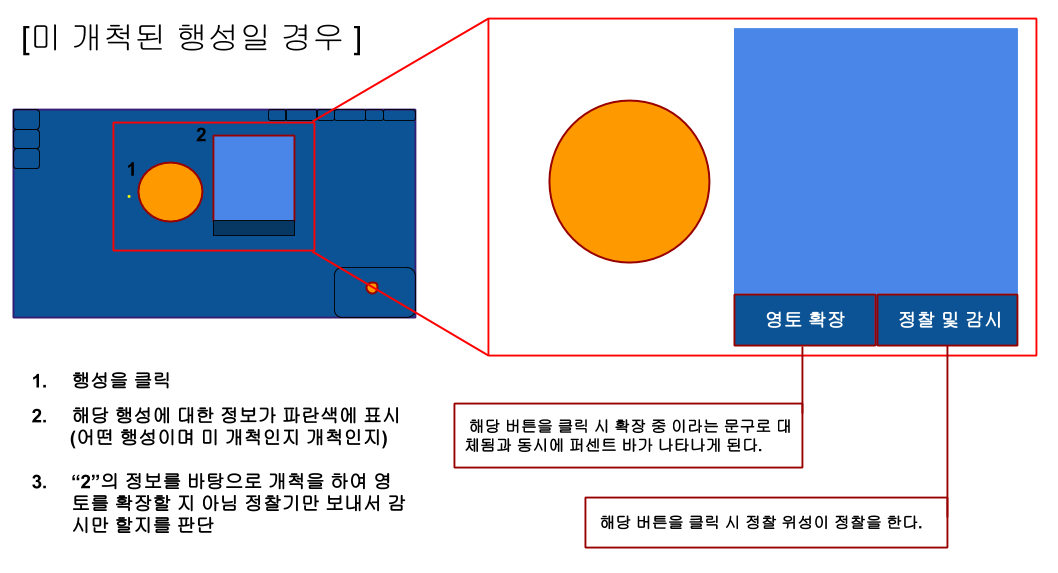 [미 개척된 행성일 경우 ]
2
1
영토 확장
정찰 및 감시
1. 행성을 클릭
2. 해당 행성에 대한 정보가 파란색에 표시
(어떤 행성이며 미 개척인지 개척인지)
3. “2”의 정보를 바탕으로 개척을 하여 영
토를 확장할 지 아님 정찰기만 보내서 감
시만 할지를 판단
해당 버튼을 클릭 시 확장 중 이라는 문구로 대
체됨과 동시에 퍼센트 바가 나타나게 된다.
해당 버튼을 클릭 시 정찰 위성이 정찰을 한다.